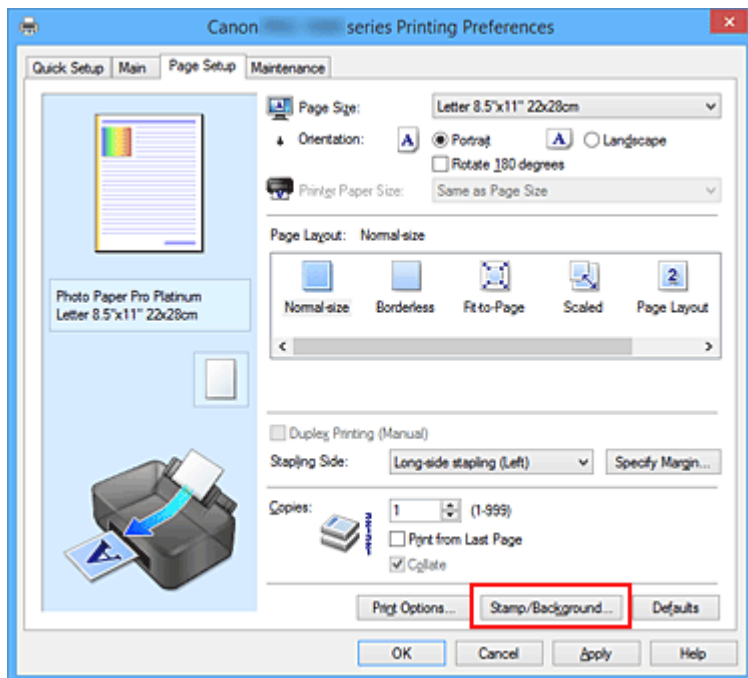 Canon series Printing Preferences
Quick Setup Main Page Setup Maintenance
Page Size: Letter 8.5"x11" 22x28cm
Orientation: A Portrait A Landscape
Rotate 180 degrees
Printer Paper Size: Same as Page Size
Page Layout: Normal-size
2
Normal-size Borderless Fit-to-Page Scaled Page Layout
Photo Paper Pro Platinum
Letter 8.5"x11" 22x28cm
Duplex Printing (Manual)
Stapling Side: Long-side stapling (Left) Specify Margin...
Copies: 1 (1-999)
Print from Last Page
Collate
A
Print Options... Stamp/Background... Defaults
OK Cancel Apply Help